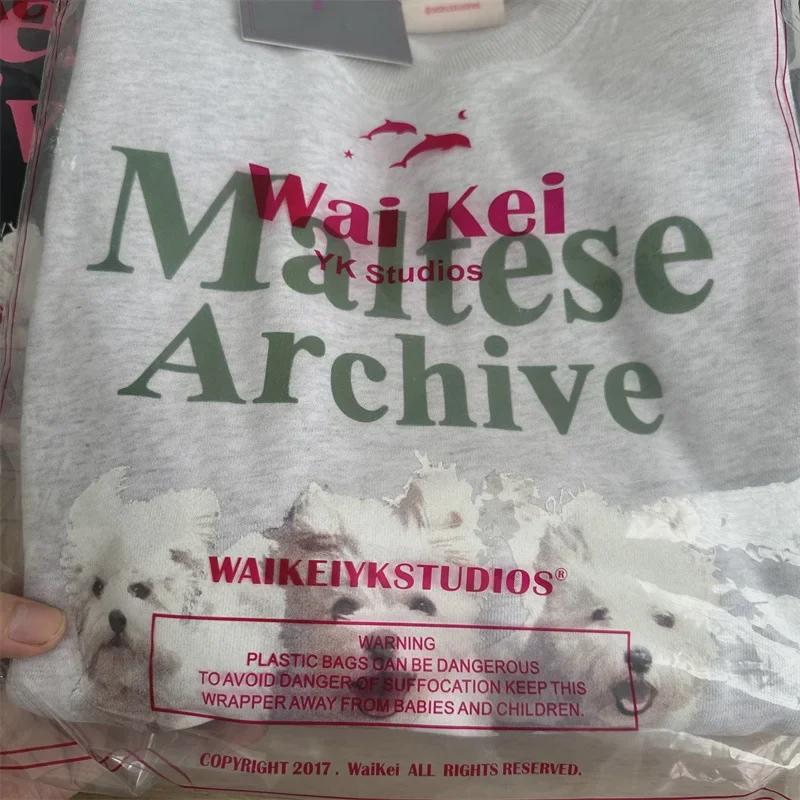 Wai Kei
Maltese
YK Studios
Archive
WAIKEIYKSTUDIOS®
WARNING
PLASTIC BAGS CAN BE DANGEROUS
TO AVOID DANGER OF SUFFOCATION KEEP THIS
WRAPPER AWAY FROM BABIES AND CHILDREN.
COPYRIGHT 2017 . WaiKei ALL RIGHTS RESERVED.